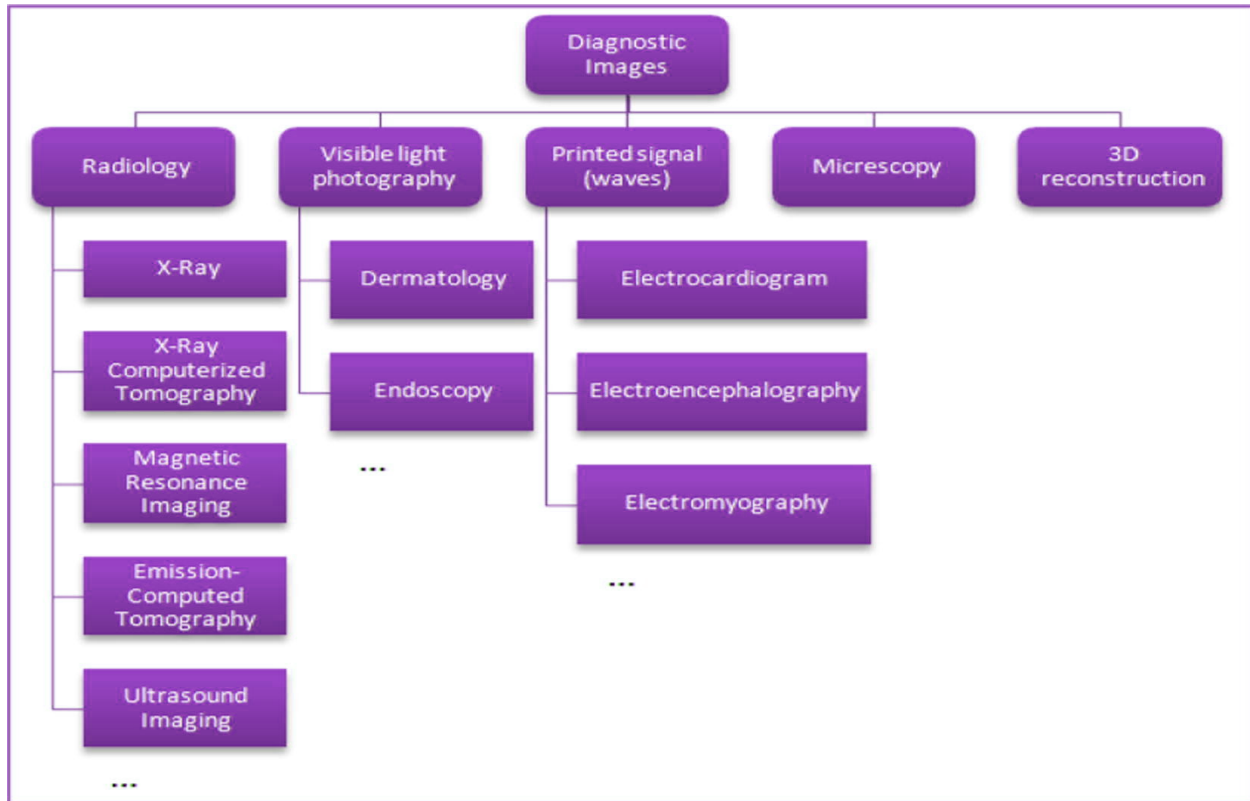 Diagnostic
Images
Radiology
Visible light
photography
Printed signal
(waves)
Micrescopy
3D
reconstruction
X-Ray
X-Ray
Computerized
Tomography
Magnetic
Resonance
Imaging
Emission-
Computed
Tomography
Ultrasound
Imaging
...
Dermatology
Endoscopy
...
Electrocardiogram
Electroencephalography
Electromyography
...